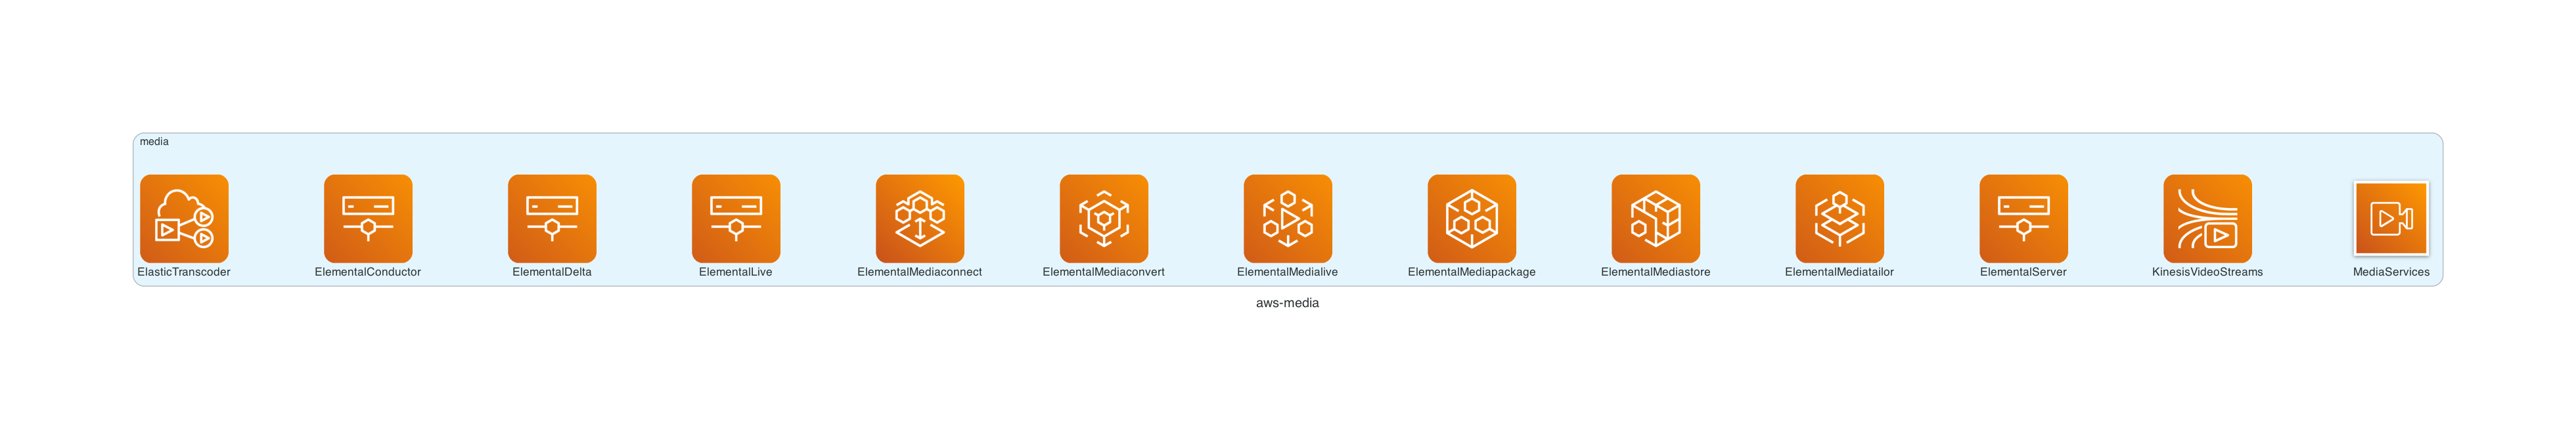 media
ElasticTranscoder
ElementalConductor
ElementalDelta
ElementalLive
ElementalMediaconnect
ElementalMediaconvert
ElementalMedialive
ElementalMediapackage
ElementalMediastore
ElementalMediatailor
ElementalServer
KinesisVideoStreams
MediaServices
aws-media